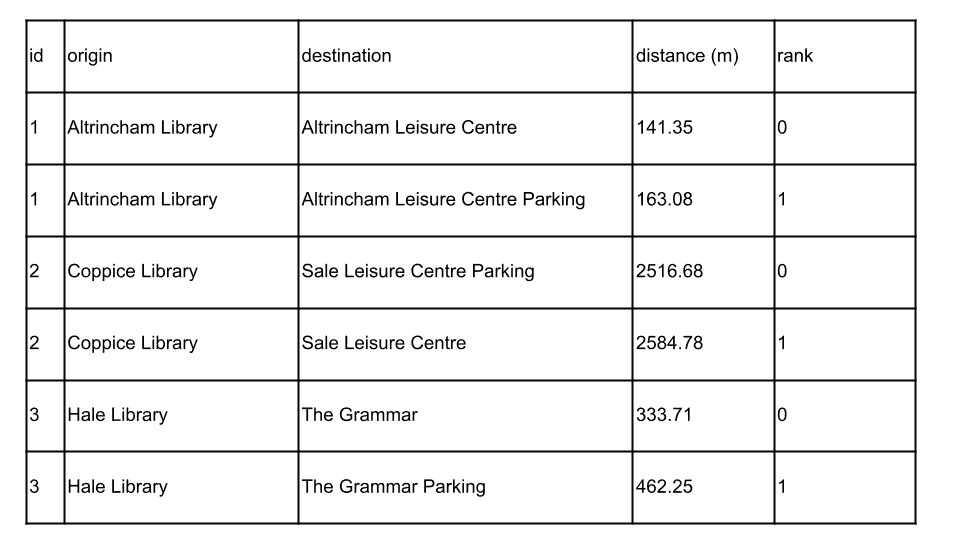 id origin destination distance (m) rank
1 Altrincham Library Altrincham Leisure Centre 141.35 0
1 Altrincham Library Altrincham Leisure Centre Parking 163.08 1
2 Coppice Library Sale Leisure Centre Parking 2516.68 0
2 Coppice Library Sale Leisure Centre 2584.78 1
3 Hale Library The Grammar 333.71 0
3 Hale Library The Grammar Parking 462.25 1